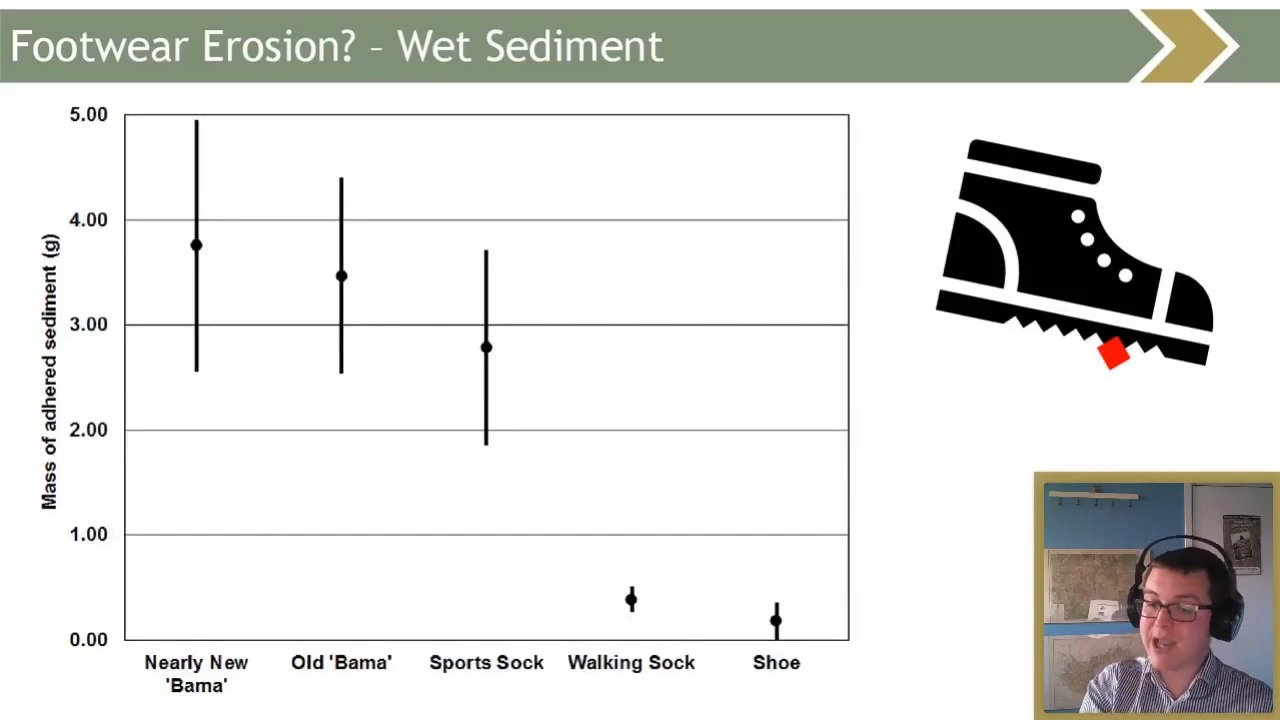 Footwear Erosion? – Wet Sediment
5.00
4.00
3.00
2.00
1.00
0.00
Mass of adhered sediment (g)
Nearly New 'Bama'
Old 'Bama'
Sports Sock
Walking Sock
Shoe